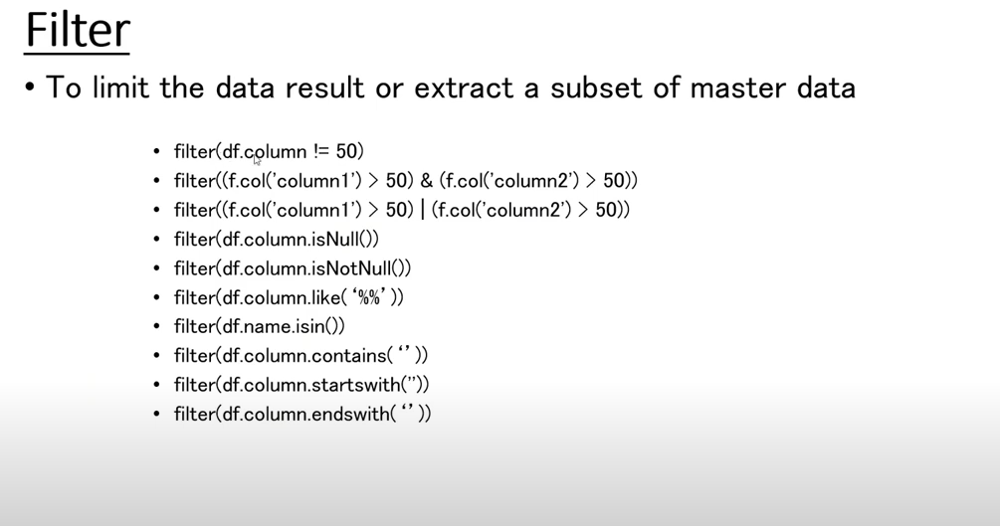 Filter
• To limit the data result or extract a subset of master data
• filter(df.column != 50)
• filter((f.col('column1') > 50) & (f.col('column2') > 50))
• filter((f.col('column1') > 50) | (f.col('column2') > 50))
• filter(df.column.isNull())
• filter(df.column.isNotNull())
• filter(df.column.like( ‘%%’ ))
• filter(df.name.isin())
• filter(df.column.contains( ‘’ ))
• filter(df.column.startswith(''))
• filter(df.column.endswith( ‘’ ))